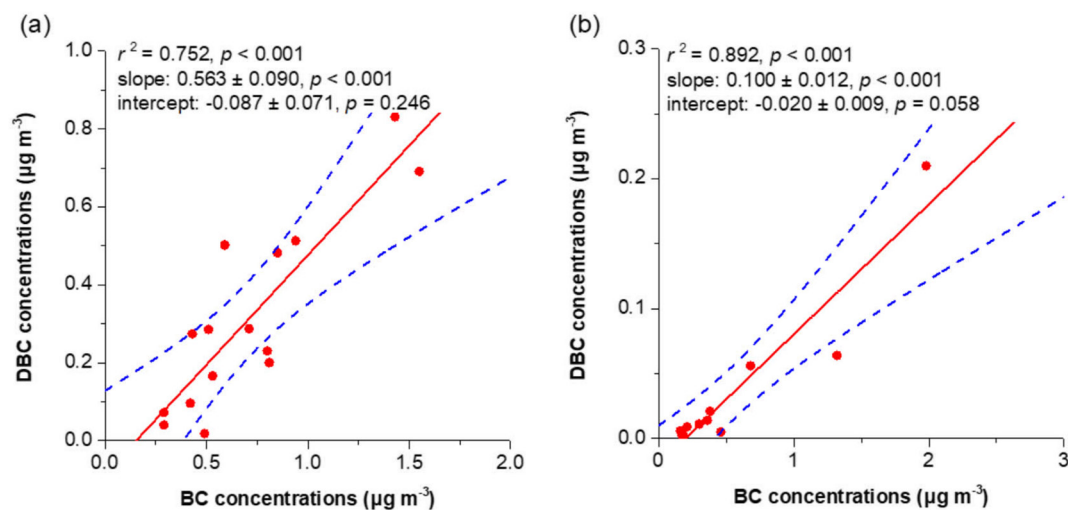 (a)
r² = 0.752, p < 0.001
slope: 0.563 ± 0.090, p < 0.001
intercept: -0.087 ± 0.071, p = 0.246
1.0
0.8
0.6
0.4
0.2
0.0
DBC concentrations (µg m⁻³)
0.0 0.5 1.0 1.5 2.0
BC concentrations (µg m⁻³)
(b)
r² = 0.892, p < 0.001
slope: 0.100 ± 0.012, p < 0.001
intercept: -0.020 ± 0.009, p = 0.058
0.3
0.2
0.1
0.0
DBC concentrations (µg m⁻³)
0 1 2 3
BC concentrations (µg m⁻³)